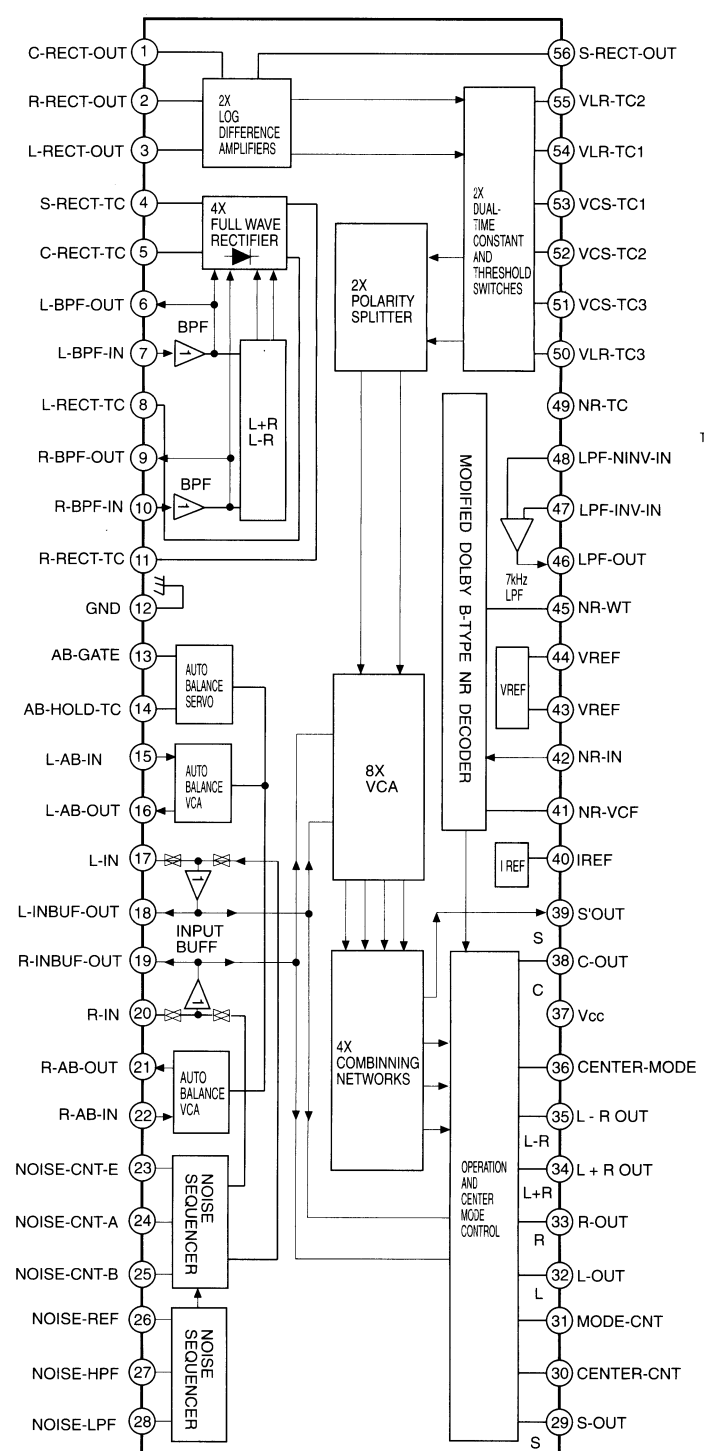 C-RECT-OUT 1
R-RECT-OUT 2
L-RECT-OUT 3
S-RECT-TC 4
C-RECT-TC 5
L-BPF-OUT 6
L-BPF-IN 7
L-RECT-TC 8
R-BPF-OUT 9
R-BPF-IN 10
R-RECT-TC 11
GND 12
AB-GATE 13
AB-HOLD-TC 14
L-AB-IN 15
L-AB-OUT 16
L-IN 17
L-INBUF-OUT 18
R-INBUF-OUT 19
R-IN 20
R-AB-OUT 21
R-AB-IN 22
NOISE-CNT-E 23
NOISE-CNT-A 24
NOISE-CNT-B 25
NOISE-REF 26
NOISE-HPF 27
NOISE-LPF 28
2X
LOG
DIFFERENCE
AMPLIFIERS
4X
FULL WAVE
RECTIFIER
BPF
1
L+R
L-R
BPF
1
AUTO
BALANCE
SERVO
AUTO
BALANCE
VCA
1
INPUT
BUFF
1
AUTO
BALANCE
VCA
NOISE
SEQUENCER
NOISE
SEQUENCER
2X
POLARITY
SPLITTER
2X
DUAL-
TIME
CONSTANT
AND
THRESHOLD
SWITCHES
MODIFIED DOLBY B-TYPE NR DECODER
8X
VCA
4X
COMBINNING
NETWORKS
OPERATION
AND
CENTER
MODE
CONTROL
7kHz
LPF
VREF
I REF
56 S-RECT-OUT
55 VLR-TC2
54 VLR-TC1
53 VCS-TC1
52 VCS-TC2
51 VCS-TC3
50 VLR-TC3
49 NR-TC
T
48 LPF-NINV-IN
47 LPF-INV-IN
46 LPF-OUT
45 NR-WT
44 VREF
43 VREF
42 NR-IN
41 NR-VCF
40 IREF
39 S'OUT
S
38 C-OUT
C
37 Vcc
36 CENTER-MODE
35 L - R OUT
L-R
34 L + R OUT
L+R
33 R-OUT
R
32 L-OUT
L
31 MODE-CNT
30 CENTER-CNT
29 S-OUT
S